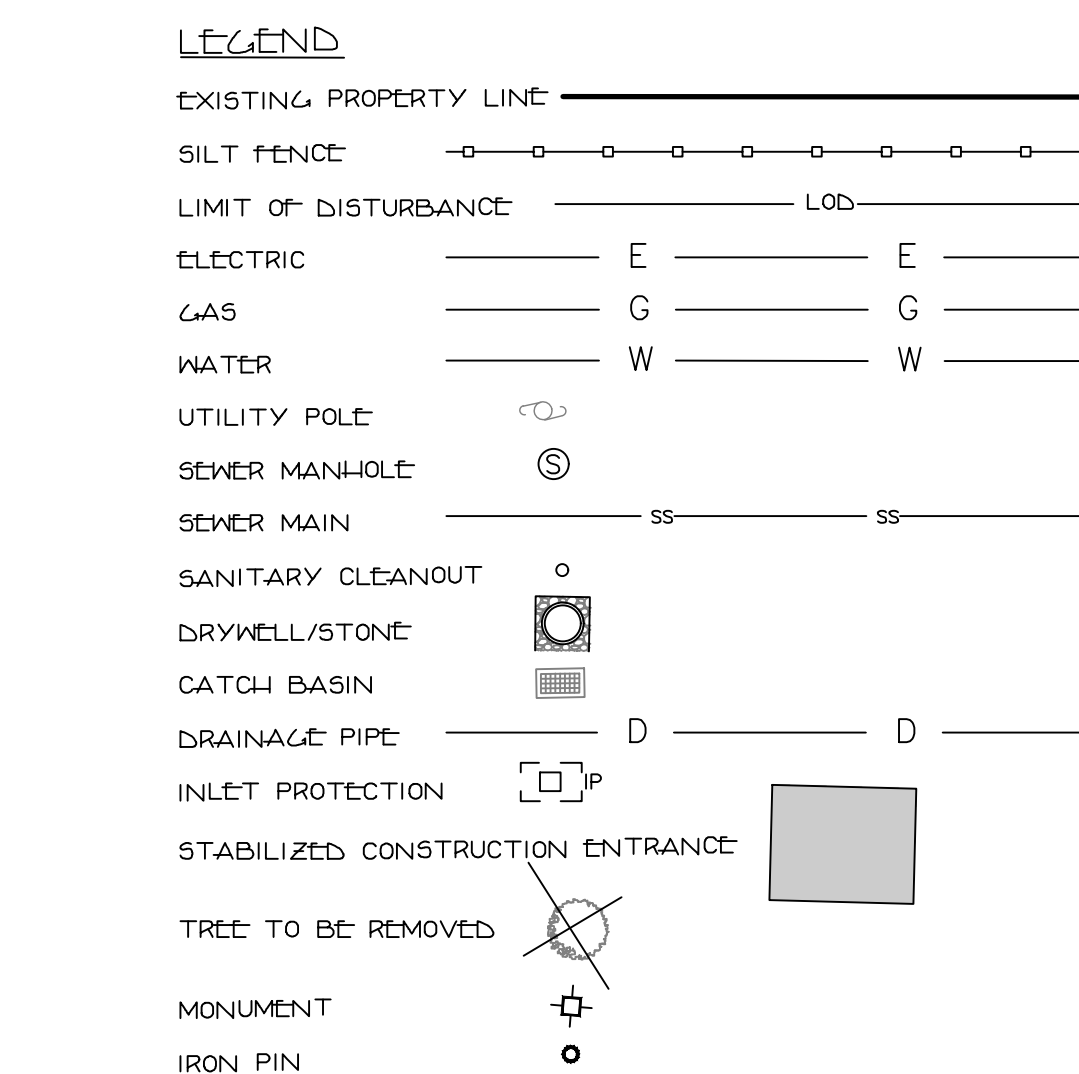 LEGEND
EXISTING PROPERTY LINE
SILT FENCE
LIMIT OF DISTURBANCE LOD
ELECTRIC E E
GAS G G
WATER W W
UTILITY POLE
SEWER MANHOLE S
SEWER MAIN SS SS
SANITARY CLEANOUT
DRYWELL/STONE
CATCH BASIN
DRAINAGE PIPE D D
INLET PROTECTION IP
STABILIZED CONSTRUCTION ENTRANCE
TREE TO BE REMOVED
MONUMENT
IRON PIN